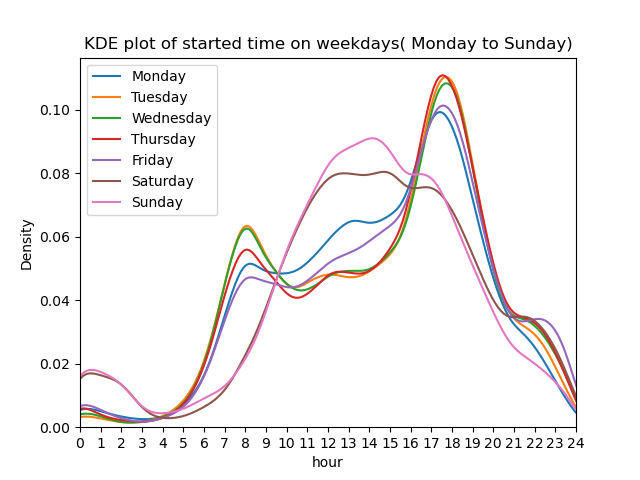 KDE plot of started time on weekdays( Monday to Sunday)
Monday
Tuesday
Wednesday
Thursday
Friday
Saturday
Sunday
0.10
0.08
0.06
0.04
0.02
0.00
Density
0 1 2 3 4 5 6 7 8 9 10 11 12 13 14 15 16 17 18 19 20 21 22 23 24
hour